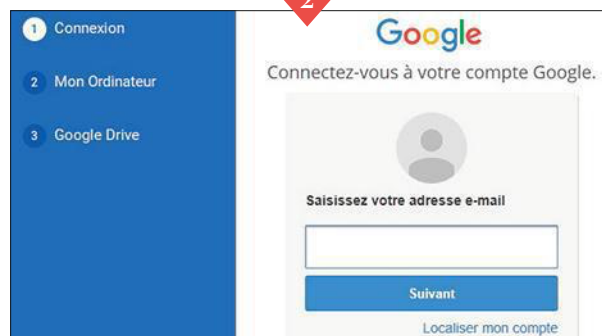 2
1 Connexion
Google
Connectez-vous à votre compte Google.
2 Mon Ordinateur
3 Google Drive
Saisissez votre adresse e-mail
Suivant
Localiser mon compte